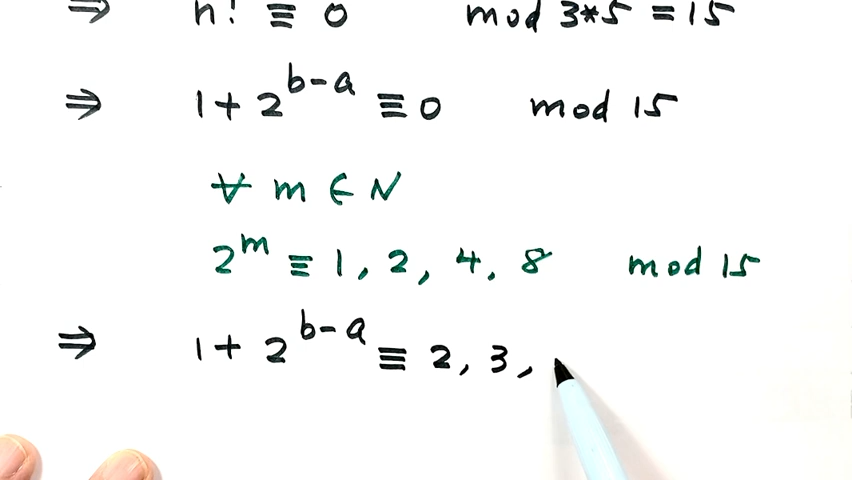 ⇒ n! ≡ 0 mod 3*5 = 15
⇒ 1 + 2^{b-a} ≡ 0 mod 15
∀ m ∈ N
2^m ≡ 1, 2, 4, 8 mod 15
⇒ 1 + 2^{b-a} ≡ 2, 3,